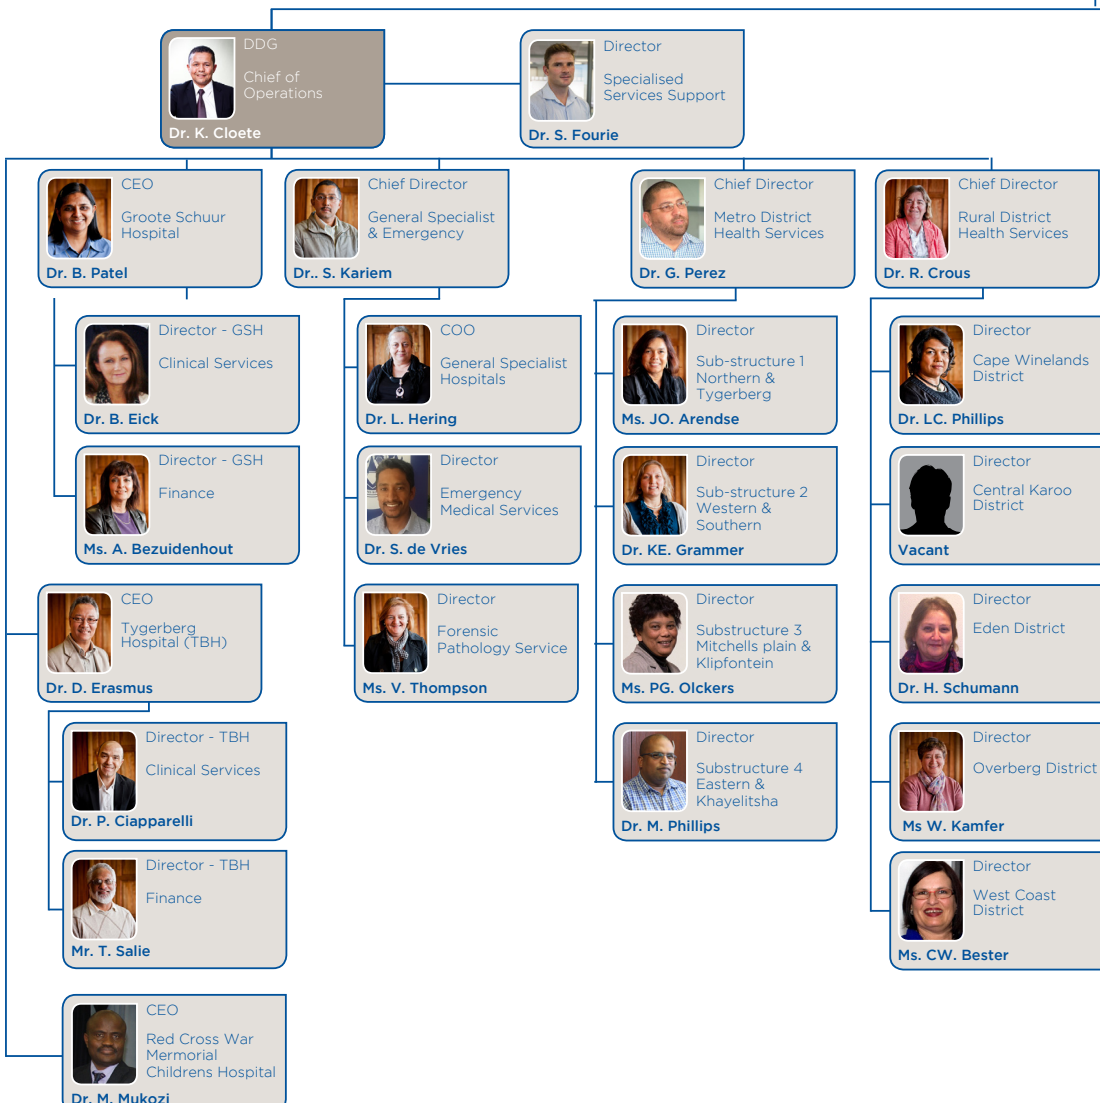 DDG
Chief of
Operations
Dr. K. Cloete
Director
Specialised
Services Support
Dr. S. Fourie
CEO
Groote Schuur
Hospital
Dr. B. Patel
Chief Director
General Specialist
& Emergency
Dr.. S. Kariem
Chief Director
Metro District
Health Services
Dr. G. Perez
Chief Director
Rural District
Health Services
Dr. R. Crous
Director - GSH
Clinical Services
Dr. B. Eick
COO
General Specialist
Hospitals
Dr. L. Hering
Director
Sub-structure 1
Northern &
Tygerberg
Ms. JO. Arendse
Director
Cape Winelands
District
Dr. LC. Phillips
Director - GSH
Finance
Ms. A. Bezuidenhout
Director
Emergency
Medical Services
Dr. S. de Vries
Director
Sub-structure 2
Western &
Southern
Dr. KE. Grammer
Director
Central Karoo
District
Vacant
CEO
Tygerberg
Hospital (TBH)
Dr. D. Erasmus
Director
Forensic
Pathology Service
Ms. V. Thompson
Director
Substructure 3
Mitchells plain &
Klipfontein
Ms. PG. Olckers
Director
Eden District
Dr. H. Schumann
Director - TBH
Clinical Services
Dr. P. Ciapparelli
Director
Substructure 4
Eastern &
Khayelitsha
Dr. M. Phillips
Director
Overberg District
Ms W. Kamfer
Director - TBH
Finance
Mr. T. Salie
Director
West Coast
District
Ms. CW. Bester
CEO
Red Cross War
Mermorial
Childrens Hospital
Dr. M. Mukozi